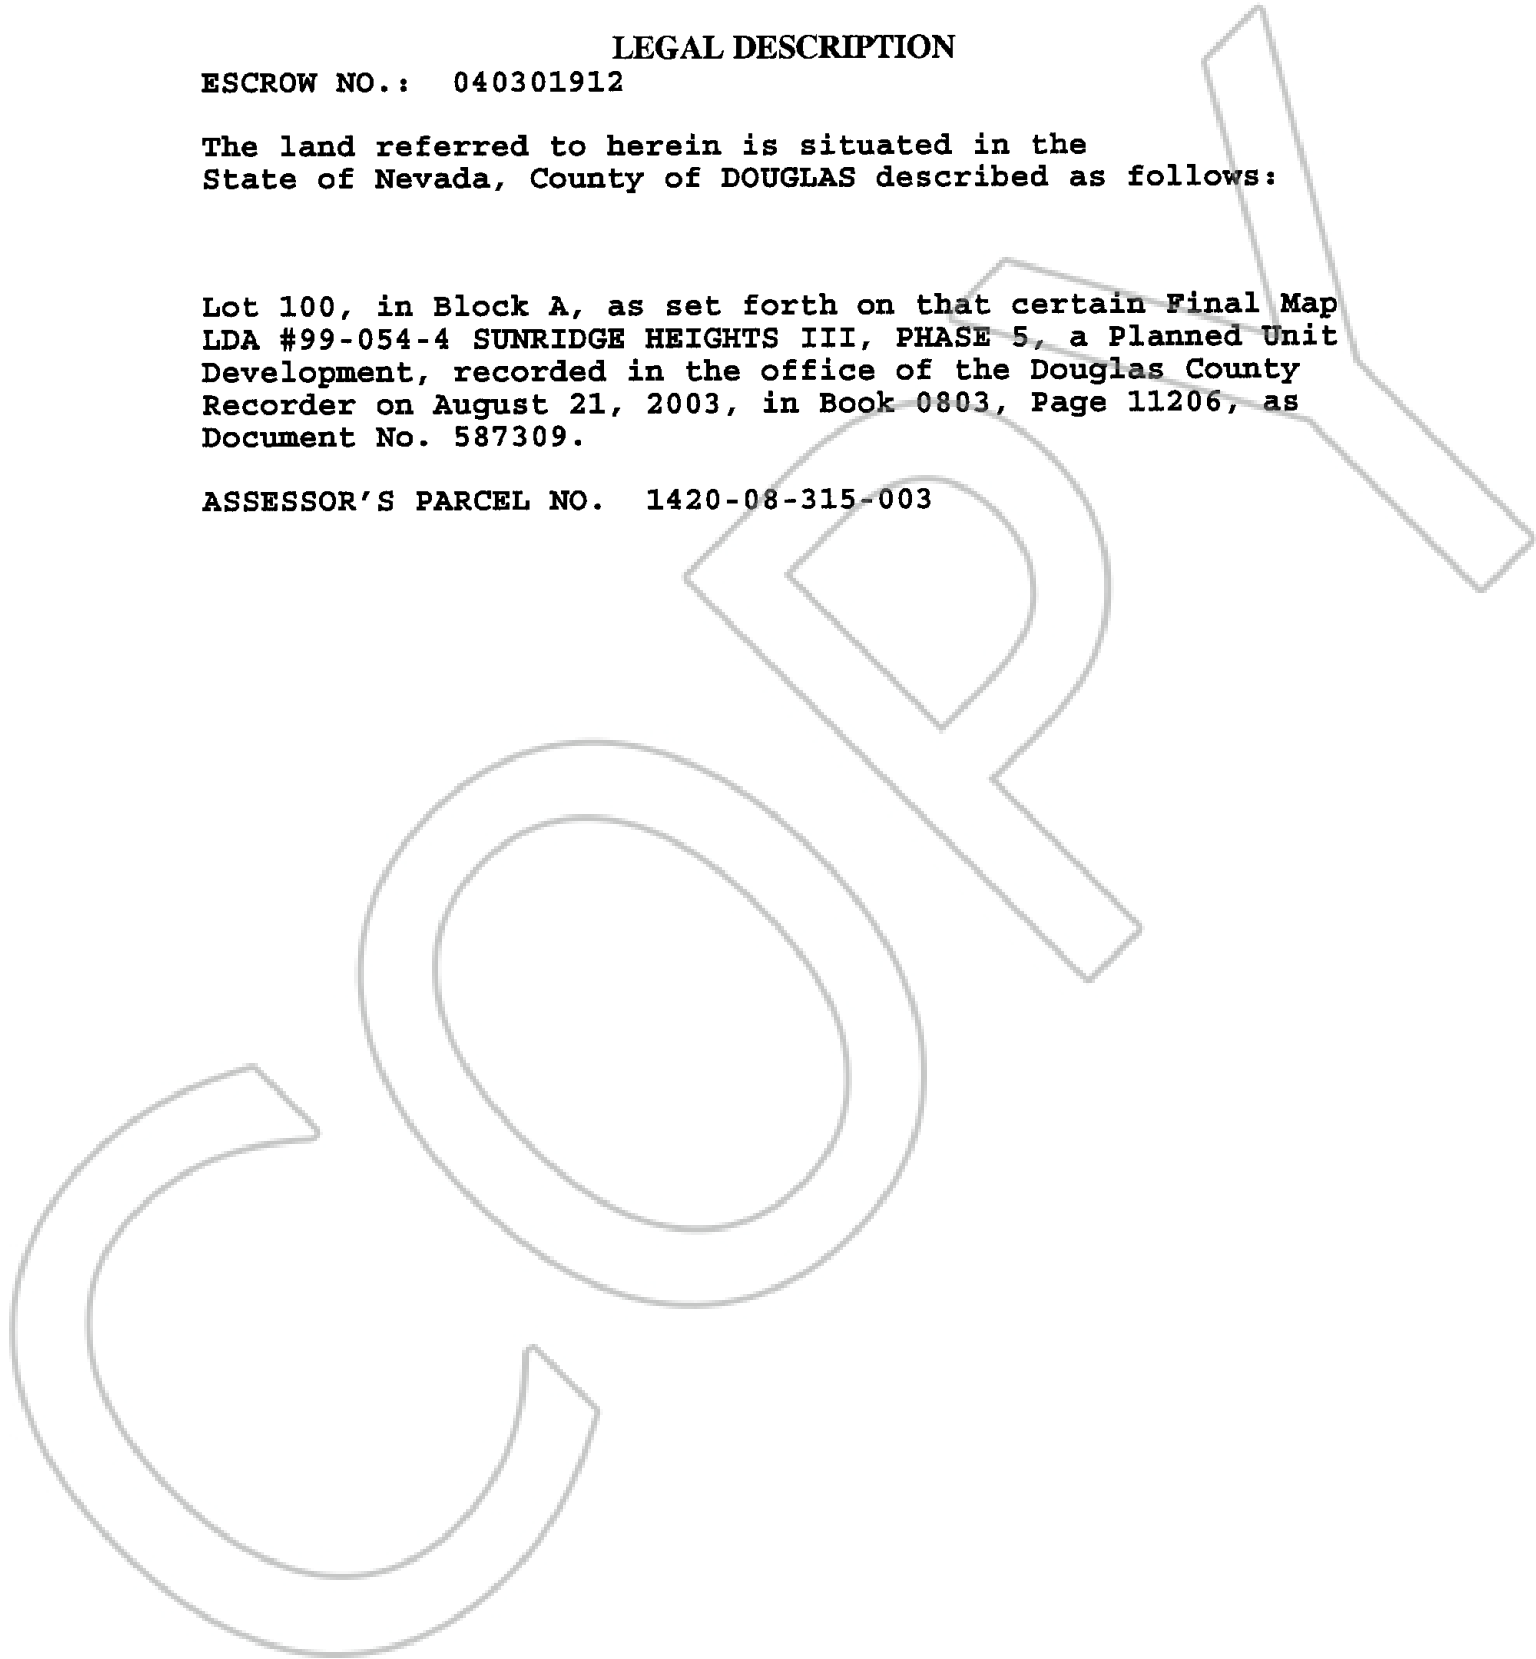 LEGAL DESCRIPTION
ESCROW NO.: 040301912
The land referred to herein is situated in the
State of Nevada, County of DOUGLAS described as follows:
Lot 100, in Block A, as set forth on that certain Final Map
LDA #99-054-4 SUNRIDGE HEIGHTS III, PHASE 5, a Planned Unit
Development, recorded in the office of the Douglas County
Recorder on August 21, 2003, in Book 0803, Page 11206, as
Document No. 587309.
ASSESSOR'S PARCEL NO. 1420-08-315-003
COPY